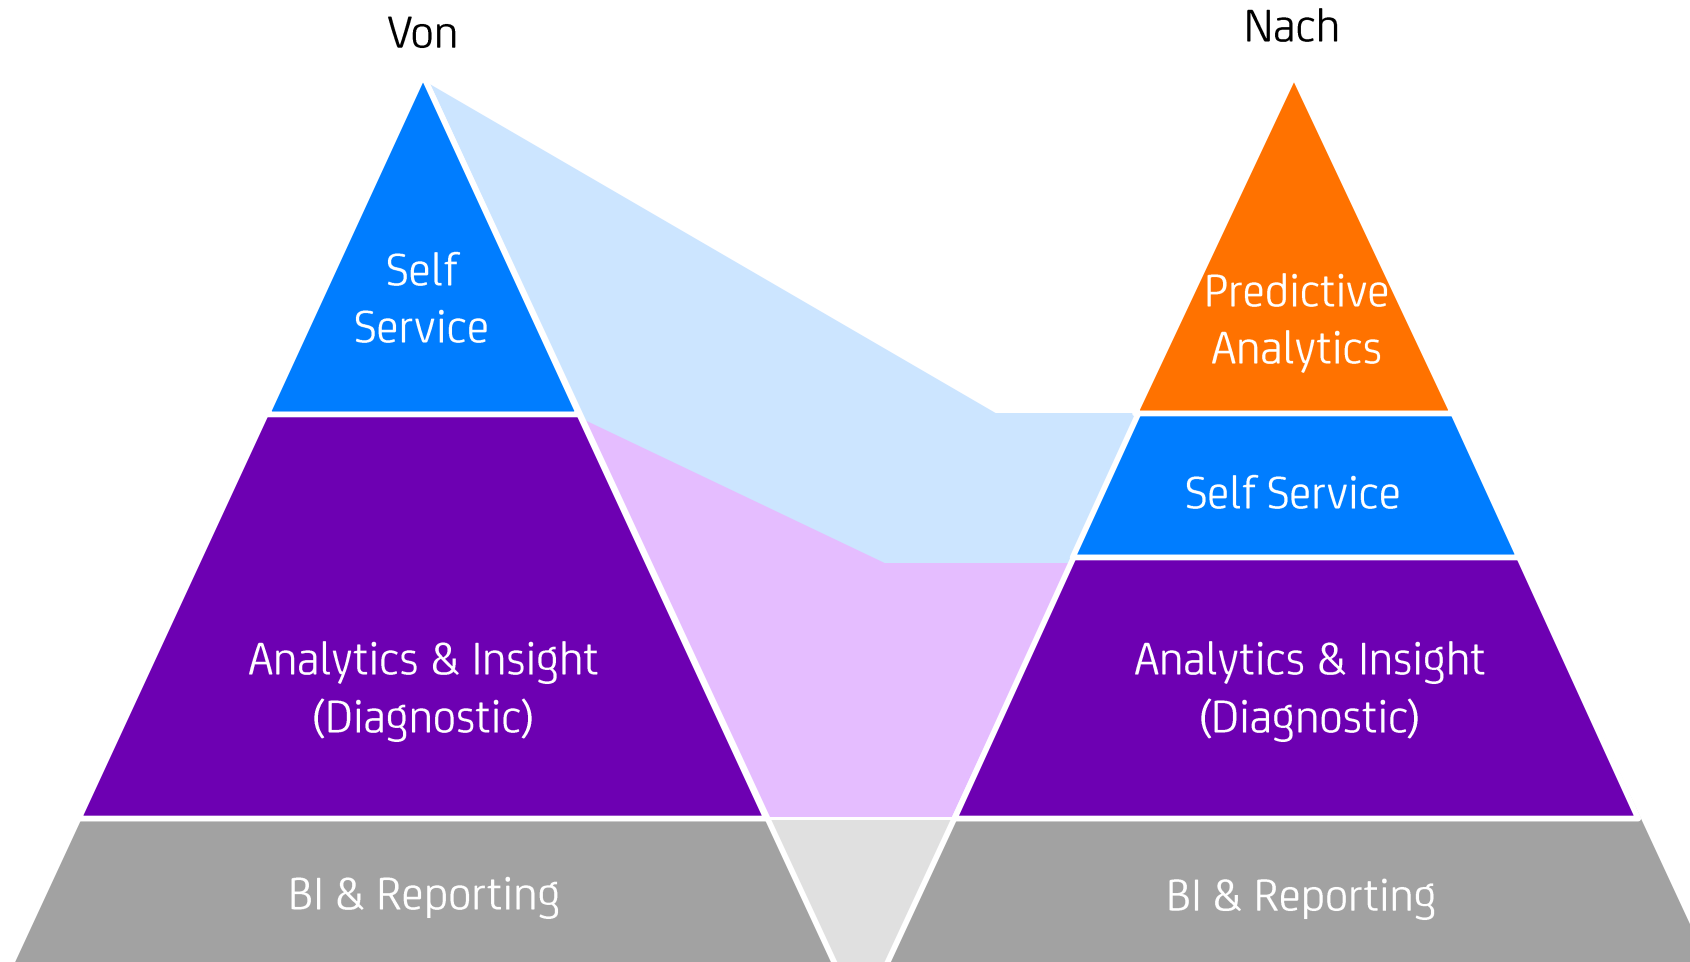 Von
Self
Service
Analytics & Insight
(Diagnostic)
BI & Reporting
Nach
Predictive
Analytics
Self Service
Analytics & Insight
(Diagnostic)
BI & Reporting